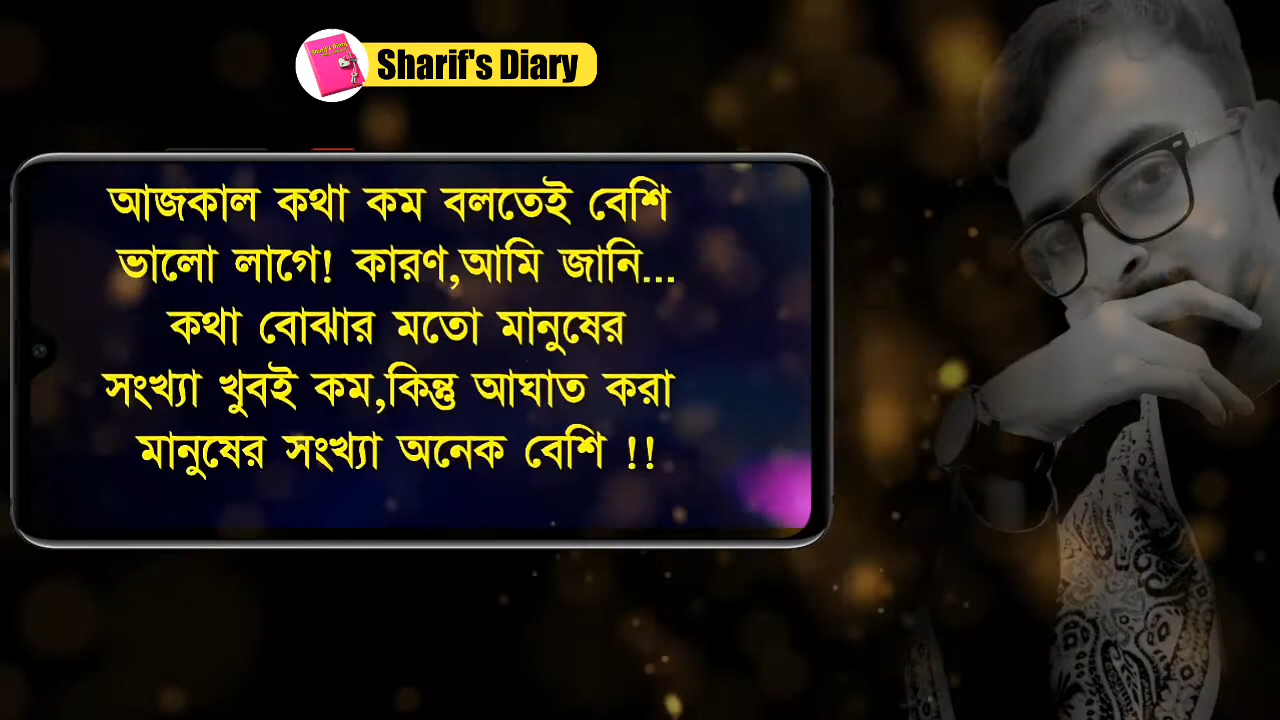 Sharif's Diary
আজকাল কথা কম বলতেই বেশি
ভালো লাগে! কারণ,আমি জানি...
কথা বোঝার মতো মানুষের
সংখ্যা খুবই কম,কিন্তু আঘাত করা
মানুষের সংখ্যা অনেক বেশি !!